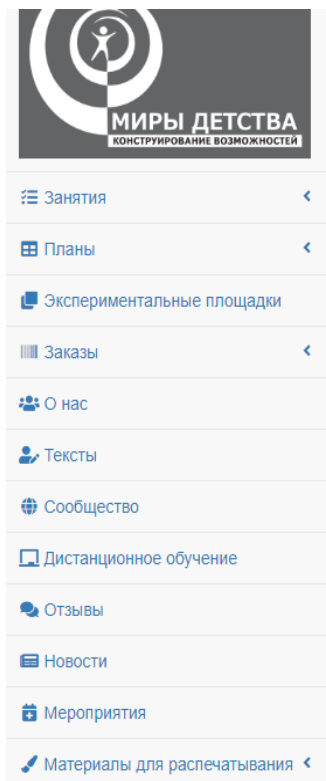 МИРЫ ДЕТСТВА
КОНСТРУИРОВАНИЕ ВОЗМОЖНОСТЕЙ
Занятия
Планы
Экспериментальные площадки
Заказы
О нас
Тексты
Сообщество
Дистанционное обучение
Отзывы
Новости
Мероприятия
Материалы для распечатывания